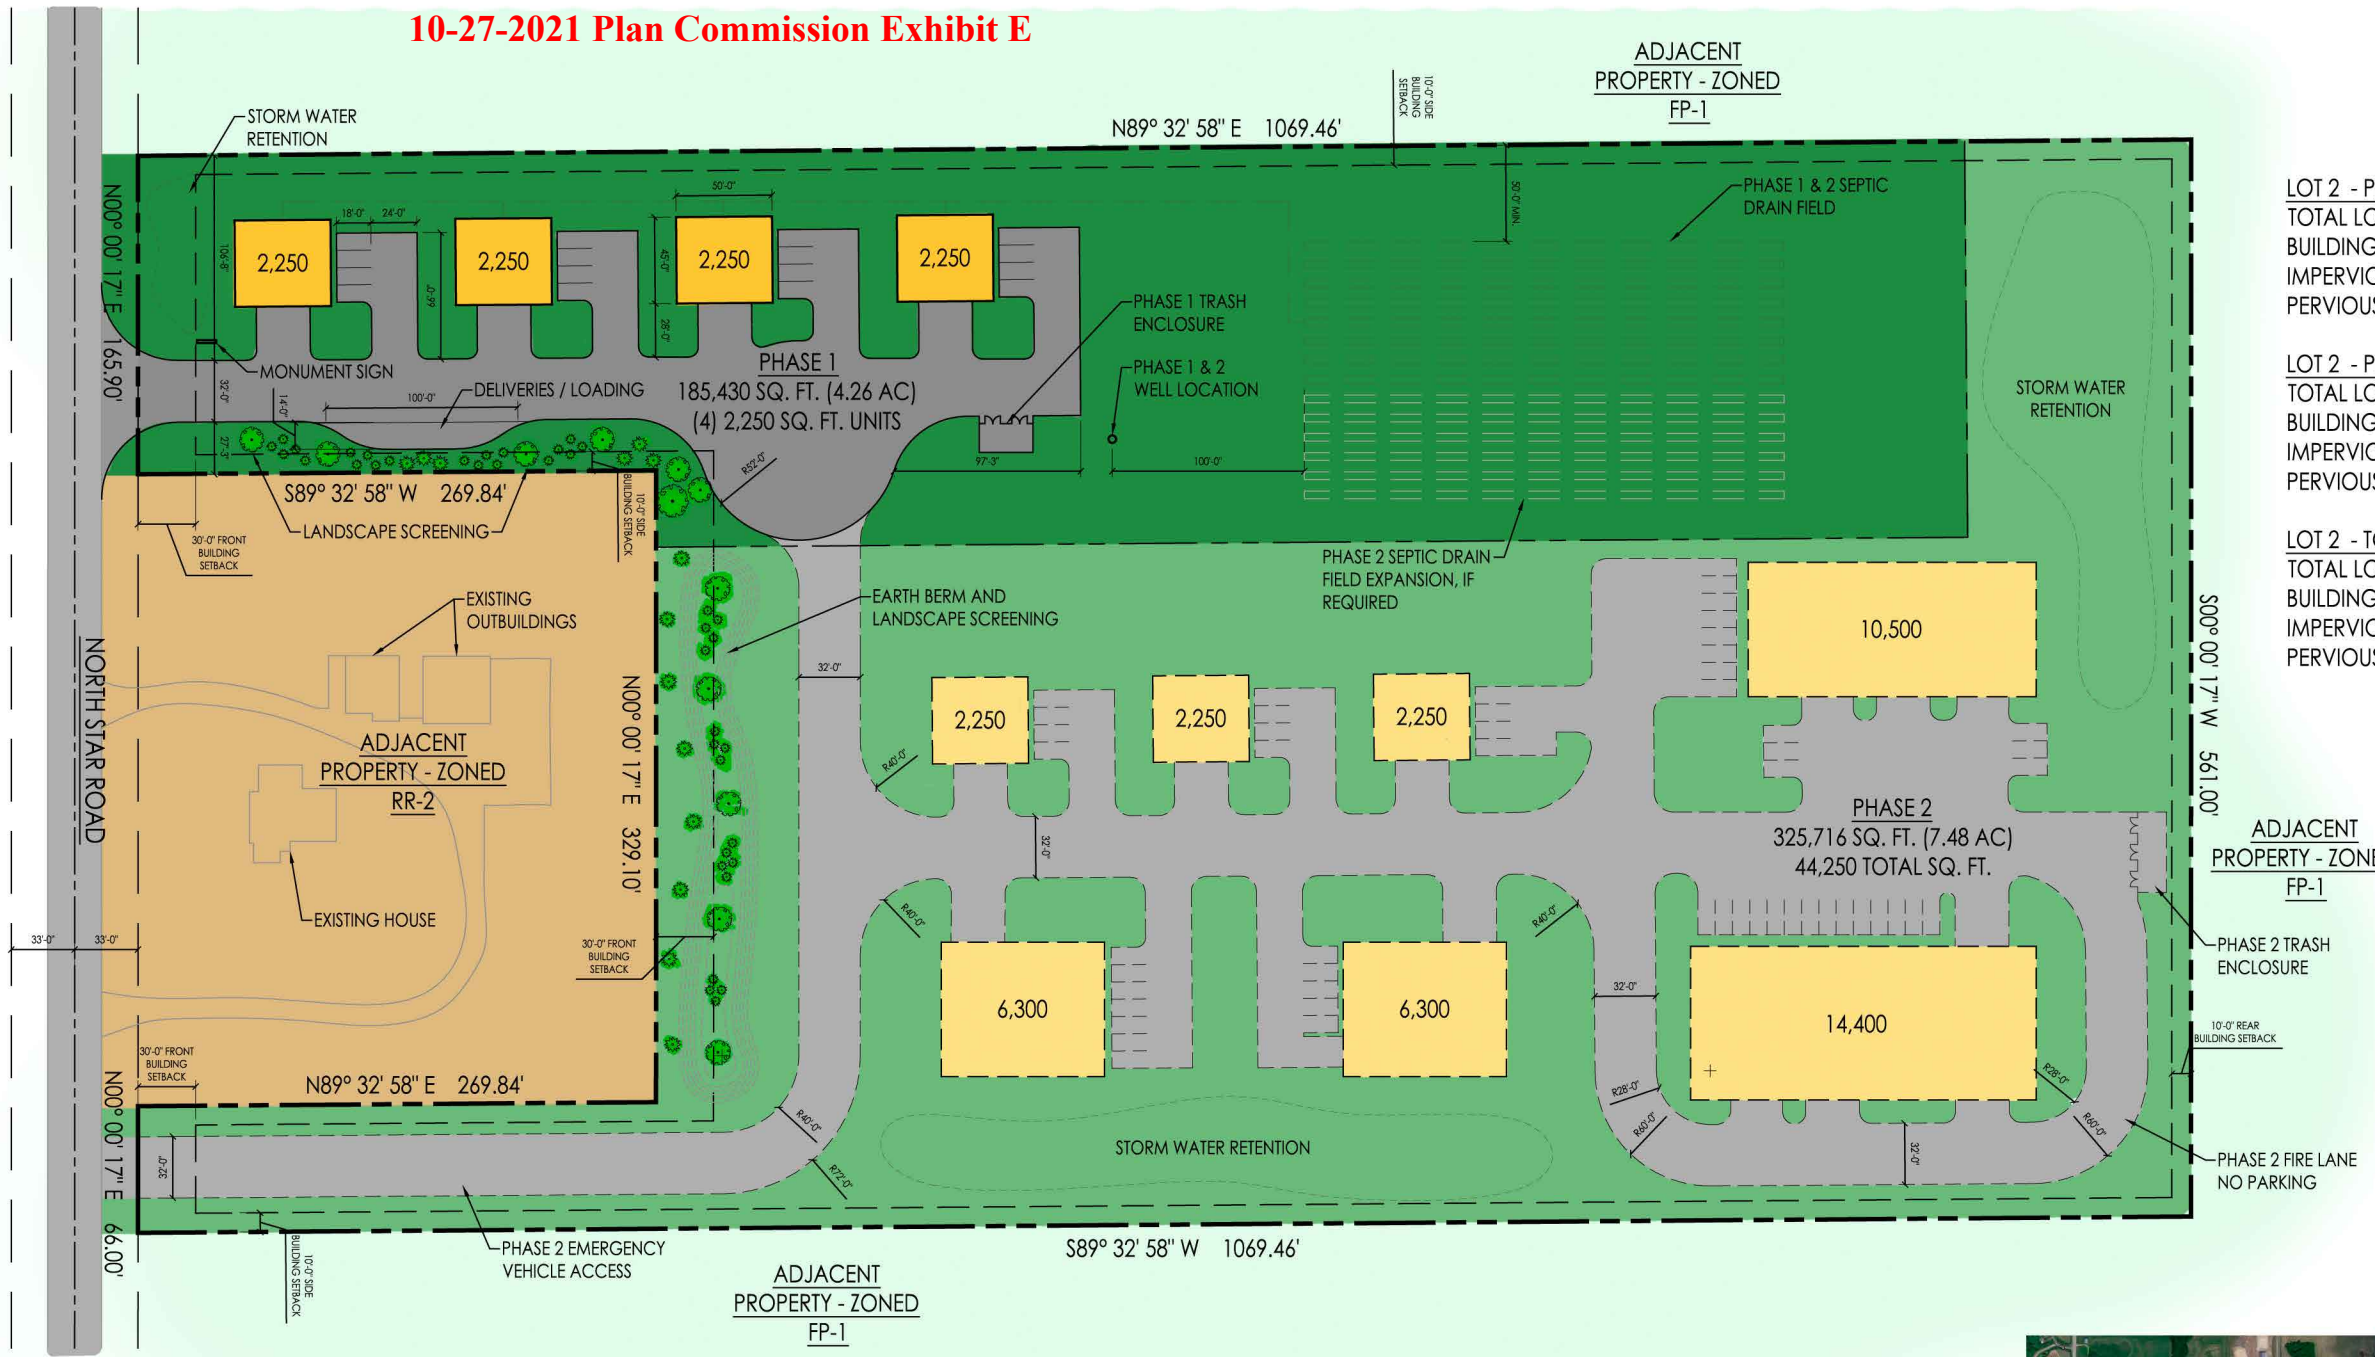 10-27-2021 Plan Commission Exhibit E
ADJACENT
PROPERTY - ZONED
FP-1
10'-0" SIDE
BUILDING
SETBACK
N89° 32' 58" E 1069.46'
STORM WATER
RETENTION
50'-0"
18'-0"
24'-0"
50'-0" MIN.
PHASE 1 & 2 SEPTIC
DRAIN FIELD
N00° 00' 17" E 165.90'
106'-8"
2,250
2,250
2,250
2,250
66'-0"
45'-0"
28'-0"
PHASE 1 TRASH
ENCLOSURE
MONUMENT SIGN
DELIVERIES / LOADING
PHASE 1
185,430 SQ. FT. (4.26 AC)
(4) 2,250 SQ. FT. UNITS
PHASE 1 & 2
WELL LOCATION
32'-0"
14'-0"
100'-0"
27'-3"
R52'-0"
97'-3"
100'-0"
STORM WATER
RETENTION
S89° 32' 58" W 269.84'
LANDSCAPE SCREENING
10'-0" SIDE
BUILDING SETBACK
30'-0" FRONT
BUILDING
SETBACK
PHASE 2 SEPTIC DRAIN
FIELD EXPANSION, IF
REQUIRED
EXISTING
OUTBUILDINGS
EARTH BERM AND
LANDSCAPE SCREENING
NORTH STAR ROAD
ADJACENT
PROPERTY - ZONED
RR-2
N00° 00' 17" E 329.10'
32'-0"
R40'-0"
2,250
2,250
2,250
10,500
S00° 00' 17" W 561.00'
PHASE 2
325,716 SQ. FT. (7.48 AC)
44,250 TOTAL SQ. FT.
32'-0"
ADJACENT
PROPERTY - ZONE
FP-1
EXISTING HOUSE
33'-0"
33'-0"
30'-0" FRONT
BUILDING
SETBACK
R40'-0"
R40'-0"
PHASE 2 TRASH
ENCLOSURE
32'-0"
6,300
6,300
14,400
10'-0" REAR
BUILDING SETBACK
30'-0" FRONT
BUILDING
SETBACK
N89° 32' 58" E 269.84'
R28'-0"
R28'-0"
R60'-0"
R60'-0"
R40'-0"
R72'-0"
STORM WATER RETENTION
32'-0"
32'-0"
PHASE 2 FIRE LANE
NO PARKING
N00° 00' 17" E 66.00'
PHASE 2 EMERGENCY
VEHICLE ACCESS
10'-0" SIDE
BUILDING SETBACK
S89° 32' 58" W 1069.46'
ADJACENT
PROPERTY - ZONED
FP-1
LOT 2 - P
TOTAL LO
BUILDING
IMPERVIO
PERVIOUS
LOT 2 - P
TOTAL LO
BUILDING
IMPERVIO
PERVIOUS
LOT 2 - TO
TOTAL LO
BUILDING
IMPERVIO
PERVIOUS